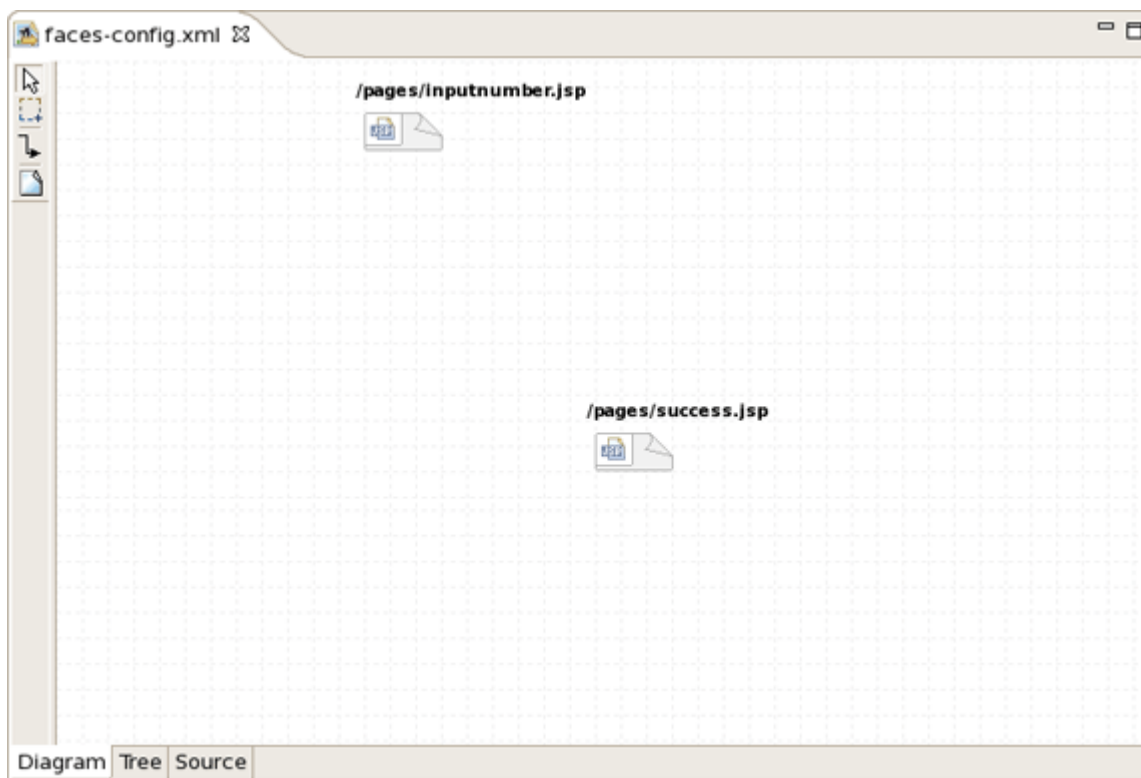 faces-config.xml
/pages/inputnumber.jsp
/pages/success.jsp
Diagram Tree Source